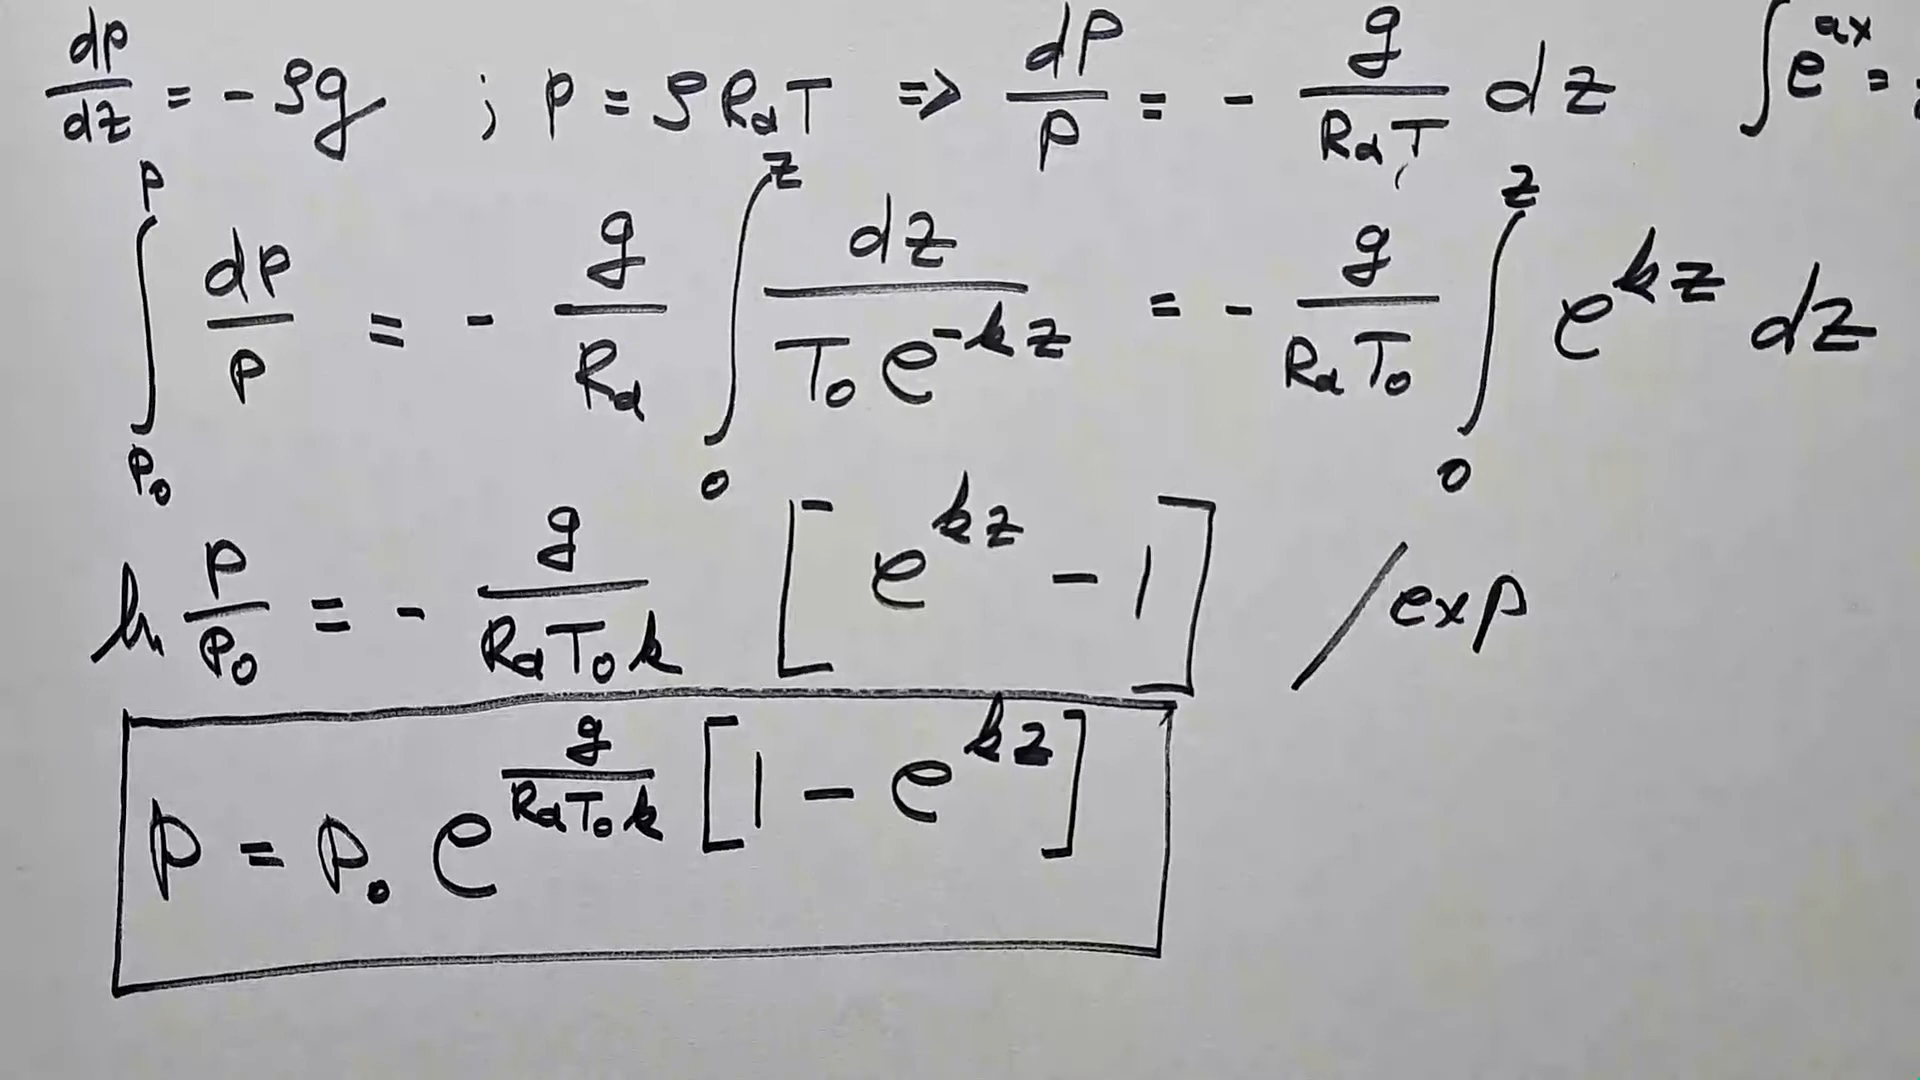 dp/dz = - ρg ; p = ρ R_d T ⇒ dP/P = - g/(R_d T) dz ∫ e^{ax} =
∫_{P_0}^{P} dP/P = - g/R_d ∫_0^z dz/(T_0 e^{-kz}) = - g/(R_d T_0) ∫_0^z e^{kz} dz
ln P/P_0 = - g/(R_d T_0 k) [e^{kz} - 1] /exp
P = P_0 e^{g/(R_d T_0 k) [1 - e^{kz}]}